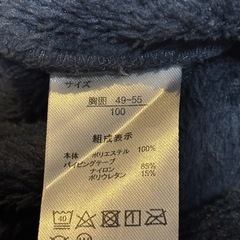 サイズ
胸囲 49-55
100
組成表示
本体 ポリエステル 100%
パイピングテープ
ナイロン 85%
ポリウレタン 15%
40